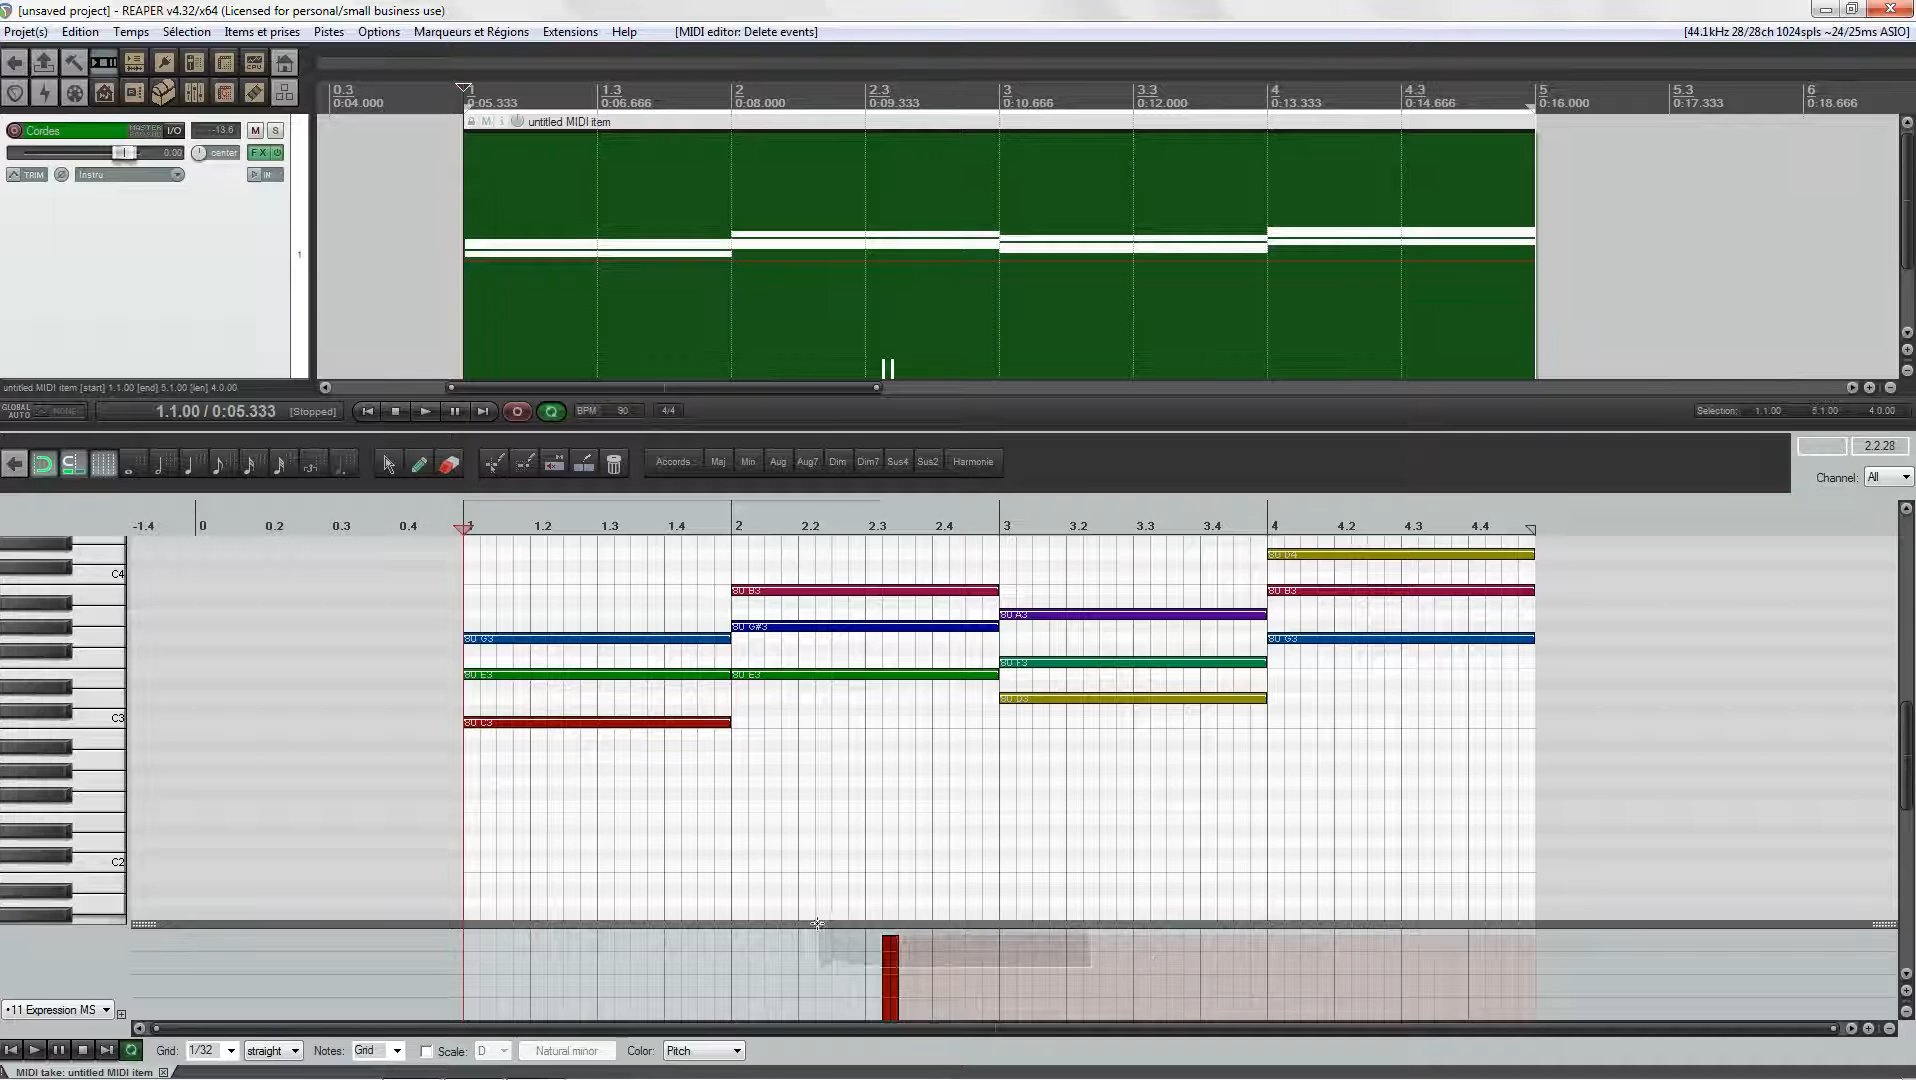 [unsaved project] - REAPER v4.32/x64 (Licensed for personal/small business use)
Projet(s) Edition Temps Sélection Items et prises Pistes Options Marqueurs et Régions Extensions Help [MIDI editor: Delete events] [44.1kHz 28/28ch 1024spls ~24/25ms ASIO]
0.3 1 1.3 2 2.3 3 3.3 4 4.3 5 5.3 6
0:04.000 0:05.333 0:06.666 0:08.000 0:09.333 0:10.666 0:12.000 0:13.333 0:14.666 0:16.000 0:17.333 0:18.666
untitled MIDI item
Cordes MASTER I/O -13.6 M S
0.00 center FX
TRIM Instru IN
1
untitled MIDI item [start] 1.1.00 [end] 5.1.00 [len] 4.0.00
GLOBAL AUTO NONE 1.1.00 / 0:05.333 [Stopped] BPM 90 4/4 Selection: 1.1.00 5.1.00 4.0.00
Accords Maj Min Aug Aug7 Dim Dim7 Sus4 Sus2 Harmonie 2.2.28
Channel: All
-1.4 0 0.2 0.3 0.4 1 1.2 1.3 1.4 2 2.2 2.3 2.4 3 3.2 3.3 3.4 4 4.2 4.3 4.4
80 D4
C4
80 B3 80 B3
80 A3
80 G#3
80 G3 80 G3
80 F3
80 E3 80 E3
80 D3
C3
80 C3
C2
•11 Expression MS
Grid: 1/32 straight Notes: Grid Scale: D Natural minor Color: Pitch
MIDI take: untitled MIDI item